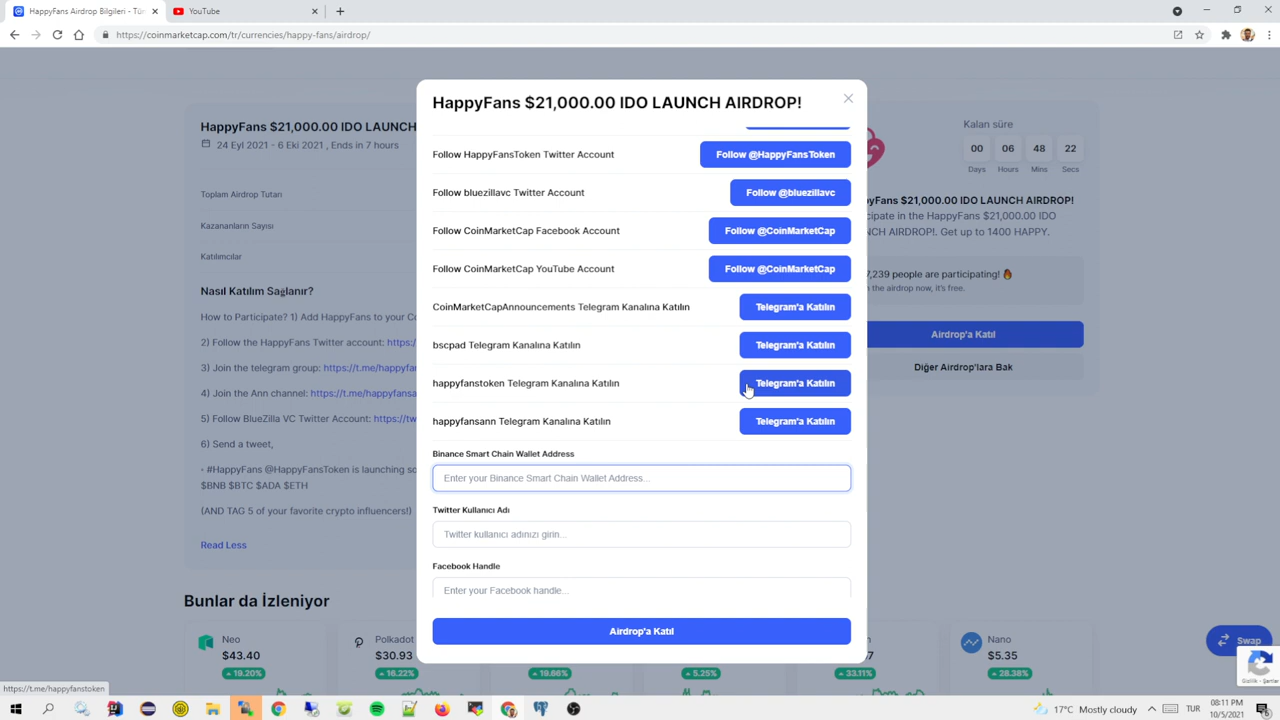 HappyFans Airdrop Bilgileri - Tür
YouTube
https://coinmarketcap.com/tr/currencies/happy-fans/airdrop/
HappyFans $21,000.00 IDO LAUNCH AIRDROP!
Follow HappyFansToken Twitter Account
Follow @HappyFansToken
Follow bluezillavc Twitter Account
Follow @bluezillavc
Follow CoinMarketCap Facebook Account
Follow @CoinMarketCap
Follow CoinMarketCap YouTube Account
Follow @CoinMarketCap
CoinMarketCapAnnouncements Telegram Kanalına Katılın
Telegram'a Katılın
bscpad Telegram Kanalına Katılın
Telegram'a Katılın
happyfanstoken Telegram Kanalına Katılın
Telegram'a Katılın
happyfansann Telegram Kanalına Katılın
Telegram'a Katılın
Binance Smart Chain Wallet Address
Enter your Binance Smart Chain Wallet Address...
Twitter Kullanıcı Adı
Twitter kullanıcı adınızı girin...
Facebook Handle
Enter your Facebook handle...
Airdrop'a Katıl
HappyFans $21,000.00 IDO LAUNCH
24 Eyl 2021 - 6 Eki 2021 , Ends in 7 hours
Toplam Airdrop Tutarı
Kazananların Sayısı
Katılımcılar
Nasıl Katılım Sağlanır?
How to Participate? 1) Add HappyFans to your Co
2) Follow the HappyFans Twitter account: https:/
3) Join the telegram group: https://t.me/happyfar
4) Join the Ann channel: https://t.me/happyfansa
5) Follow BlueZilla VC Twitter Account: https://tw
6) Send a tweet,
◦ #HappyFans @HappyFansToken is launching so
$BNB $BTC $ADA $ETH
(AND TAG 5 of your favorite crypto influencers!)
Read Less
Kalan süre
00 06 48 22
Days Hours Mins Secs
yFans $21,000.00 IDO LAUNCH AIRDROP!
cipate in the HappyFans $21,000.00 IDO
CH AIRDROP!. Get up to 1400 HAPPY.
7,239 people are participating!
the airdrop now, it's free.
Airdrop'a Katıl
Diğer Airdrop'lara Bak
Bunlar da İzleniyor
Neo
$43.40
19.20%
Polkadot
$30.93
16.22%
19.66%
5.25%
33.11%
Nano
$5.35
28.38%
Swap
Gizlilik - Şartlar
https://t.me/happyfanstoken
17°C Mostly cloudy
TUR
08:11 PM
10/5/2021